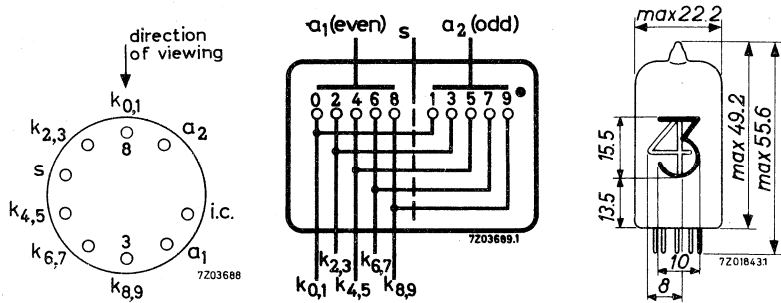 direction
of viewing
k0,1
k2,3
a2
8
s
k4,5
i.c.
k6,7
3
a1
k8,9
7Z03688
a1(even)
s
a2(odd)
0 2 4 6 8 1 3 5 7 9
7Z03689.1
k2,3 k6,7
k0,1 k4,5 k8,9
max 22.2
15.5
13.5
43
max 49.2
max 55.6
7Z01843.1
10
8